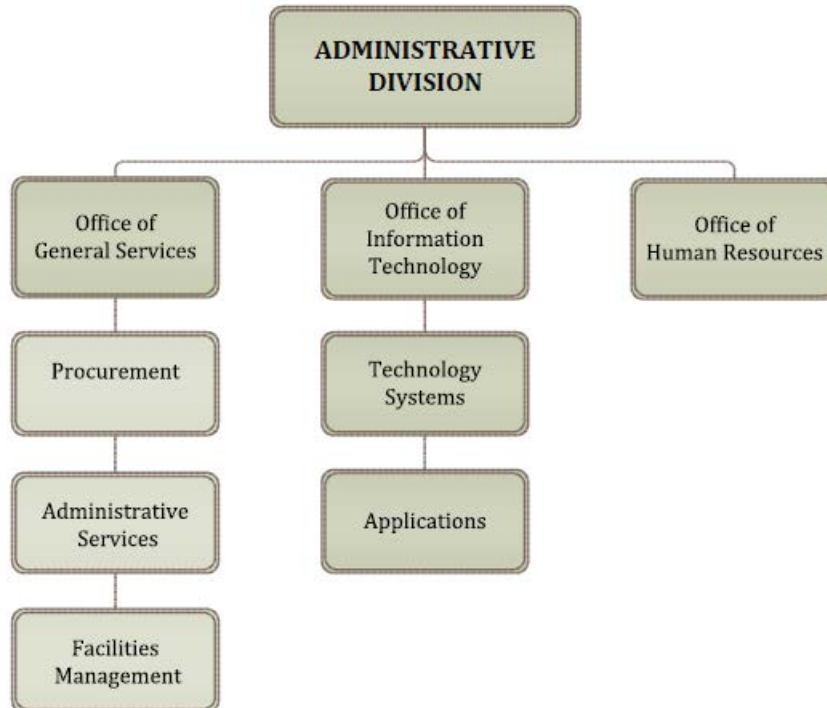 ADMINISTRATIVE
DIVISION
Office of
General Services
Office of
Information
Technology
Office of
Human Resources
Procurement
Technology
Systems
Administrative
Services
Applications
Facilities
Management